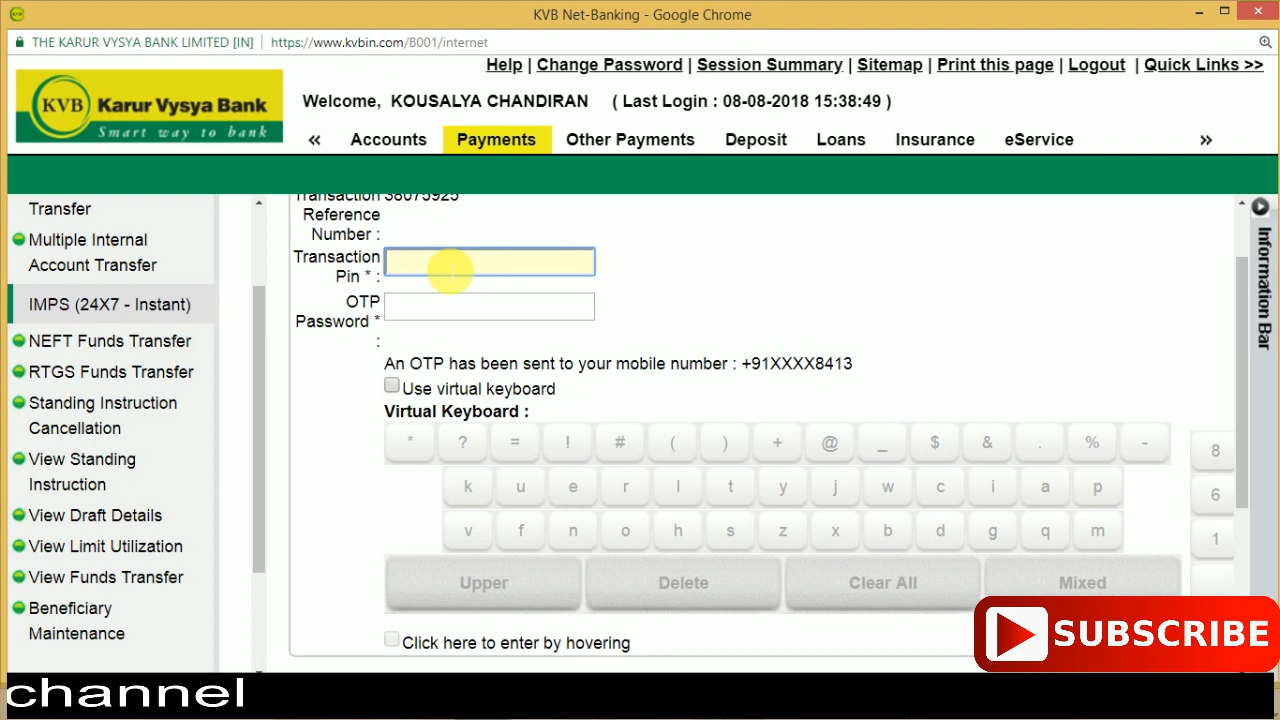 KVB Net-Banking - Google Chrome
THE KARUR VYSYA BANK LIMITED [IN] https://www.kvbin.com/B001/internet
Help | Change Password | Session Summary | Sitemap | Print this page | Logout | Quick Links >>
KVB Karur Vysya Bank
Smart way to bank
Welcome, KOUSALYA CHANDIRAN ( Last Login : 08-08-2018 15:38:49 )
« Accounts Payments Other Payments Deposit Loans Insurance eService »
Transfer
Multiple Internal
Account Transfer
IMPS (24X7 - Instant)
NEFT Funds Transfer
RTGS Funds Transfer
Standing Instruction
Cancellation
View Standing
Instruction
View Draft Details
View Limit Utilization
View Funds Transfer
Beneficiary
Maintenance
Transaction 38075925
Reference
Number :
Transaction
Pin * :
OTP
Password *
:
An OTP has been sent to your mobile number : +91XXXX8413
Use virtual keyboard
Virtual Keyboard :
* ? = ! # ( ) + @ _ $ & . % - 8
k u e r l t y j w c i a p 6
v f n o h s z x b d g q m 1
Upper Delete Clear All Mixed
Click here to enter by hovering
Information Bar
SUBSCRIBE
channel